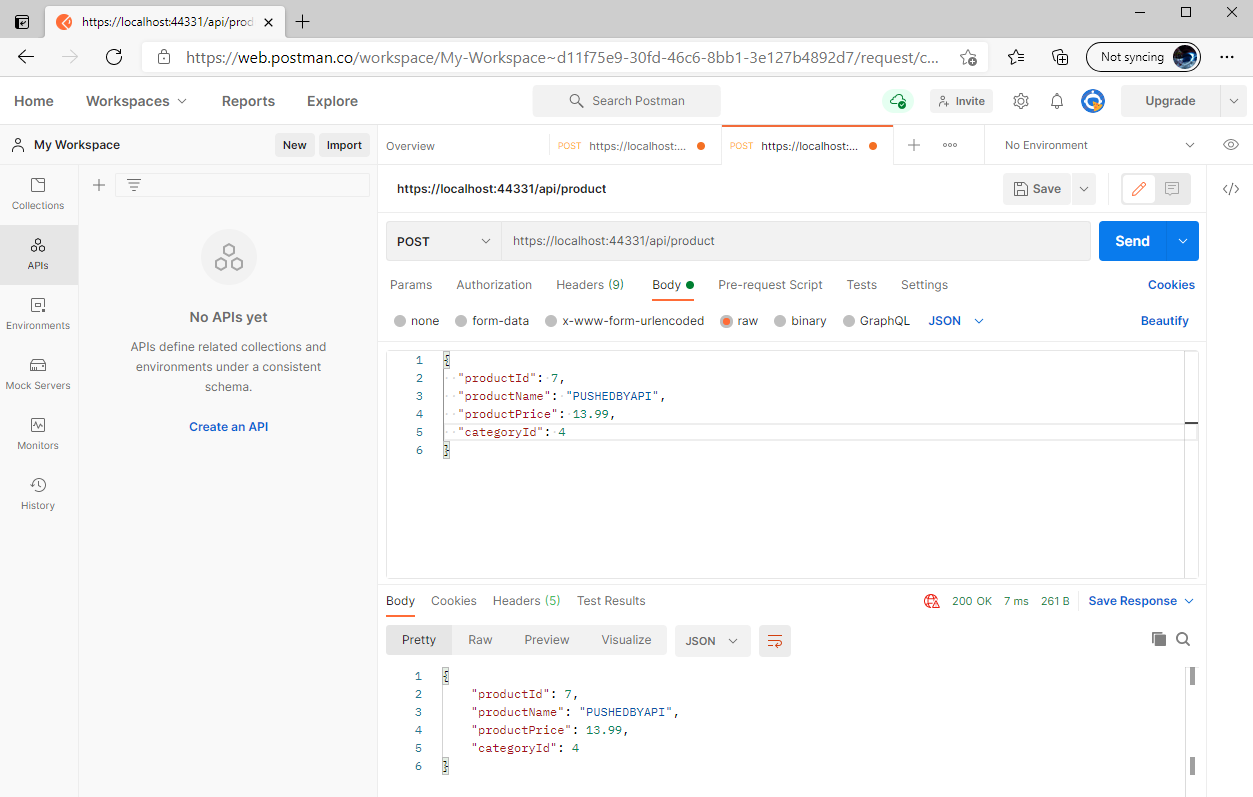 https://localhost:44331/api/prod
https://web.postman.co/workspace/My-Workspace~d11f75e9-30fd-46c6-8bb1-3e127b4892d7/request/c...
Not syncing
Home Workspaces Reports Explore Search Postman Invite Upgrade
My Workspace New Import Overview POST https://localhost:... POST https://localhost:... No Environment
Collections
APIs
Environments
Mock Servers
Monitors
History
No APIs yet
APIs define related collections and
environments under a consistent
schema.
Create an API
https://localhost:44331/api/product Save
POST https://localhost:44331/api/product Send
Params Authorization Headers (9) Body Pre-request Script Tests Settings Cookies
none form-data x-www-form-urlencoded raw binary GraphQL JSON Beautify
1 {
2 "productId": 7,
3 "productName": "PUSHEDBYAPI",
4 "productPrice": 13.99,
5 "categoryId": 4
6 }
Body Cookies Headers (5) Test Results 200 OK 7 ms 261 B Save Response
Pretty Raw Preview Visualize JSON
1 {
2 "productId": 7,
3 "productName": "PUSHEDBYAPI",
4 "productPrice": 13.99,
5 "categoryId": 4
6 }